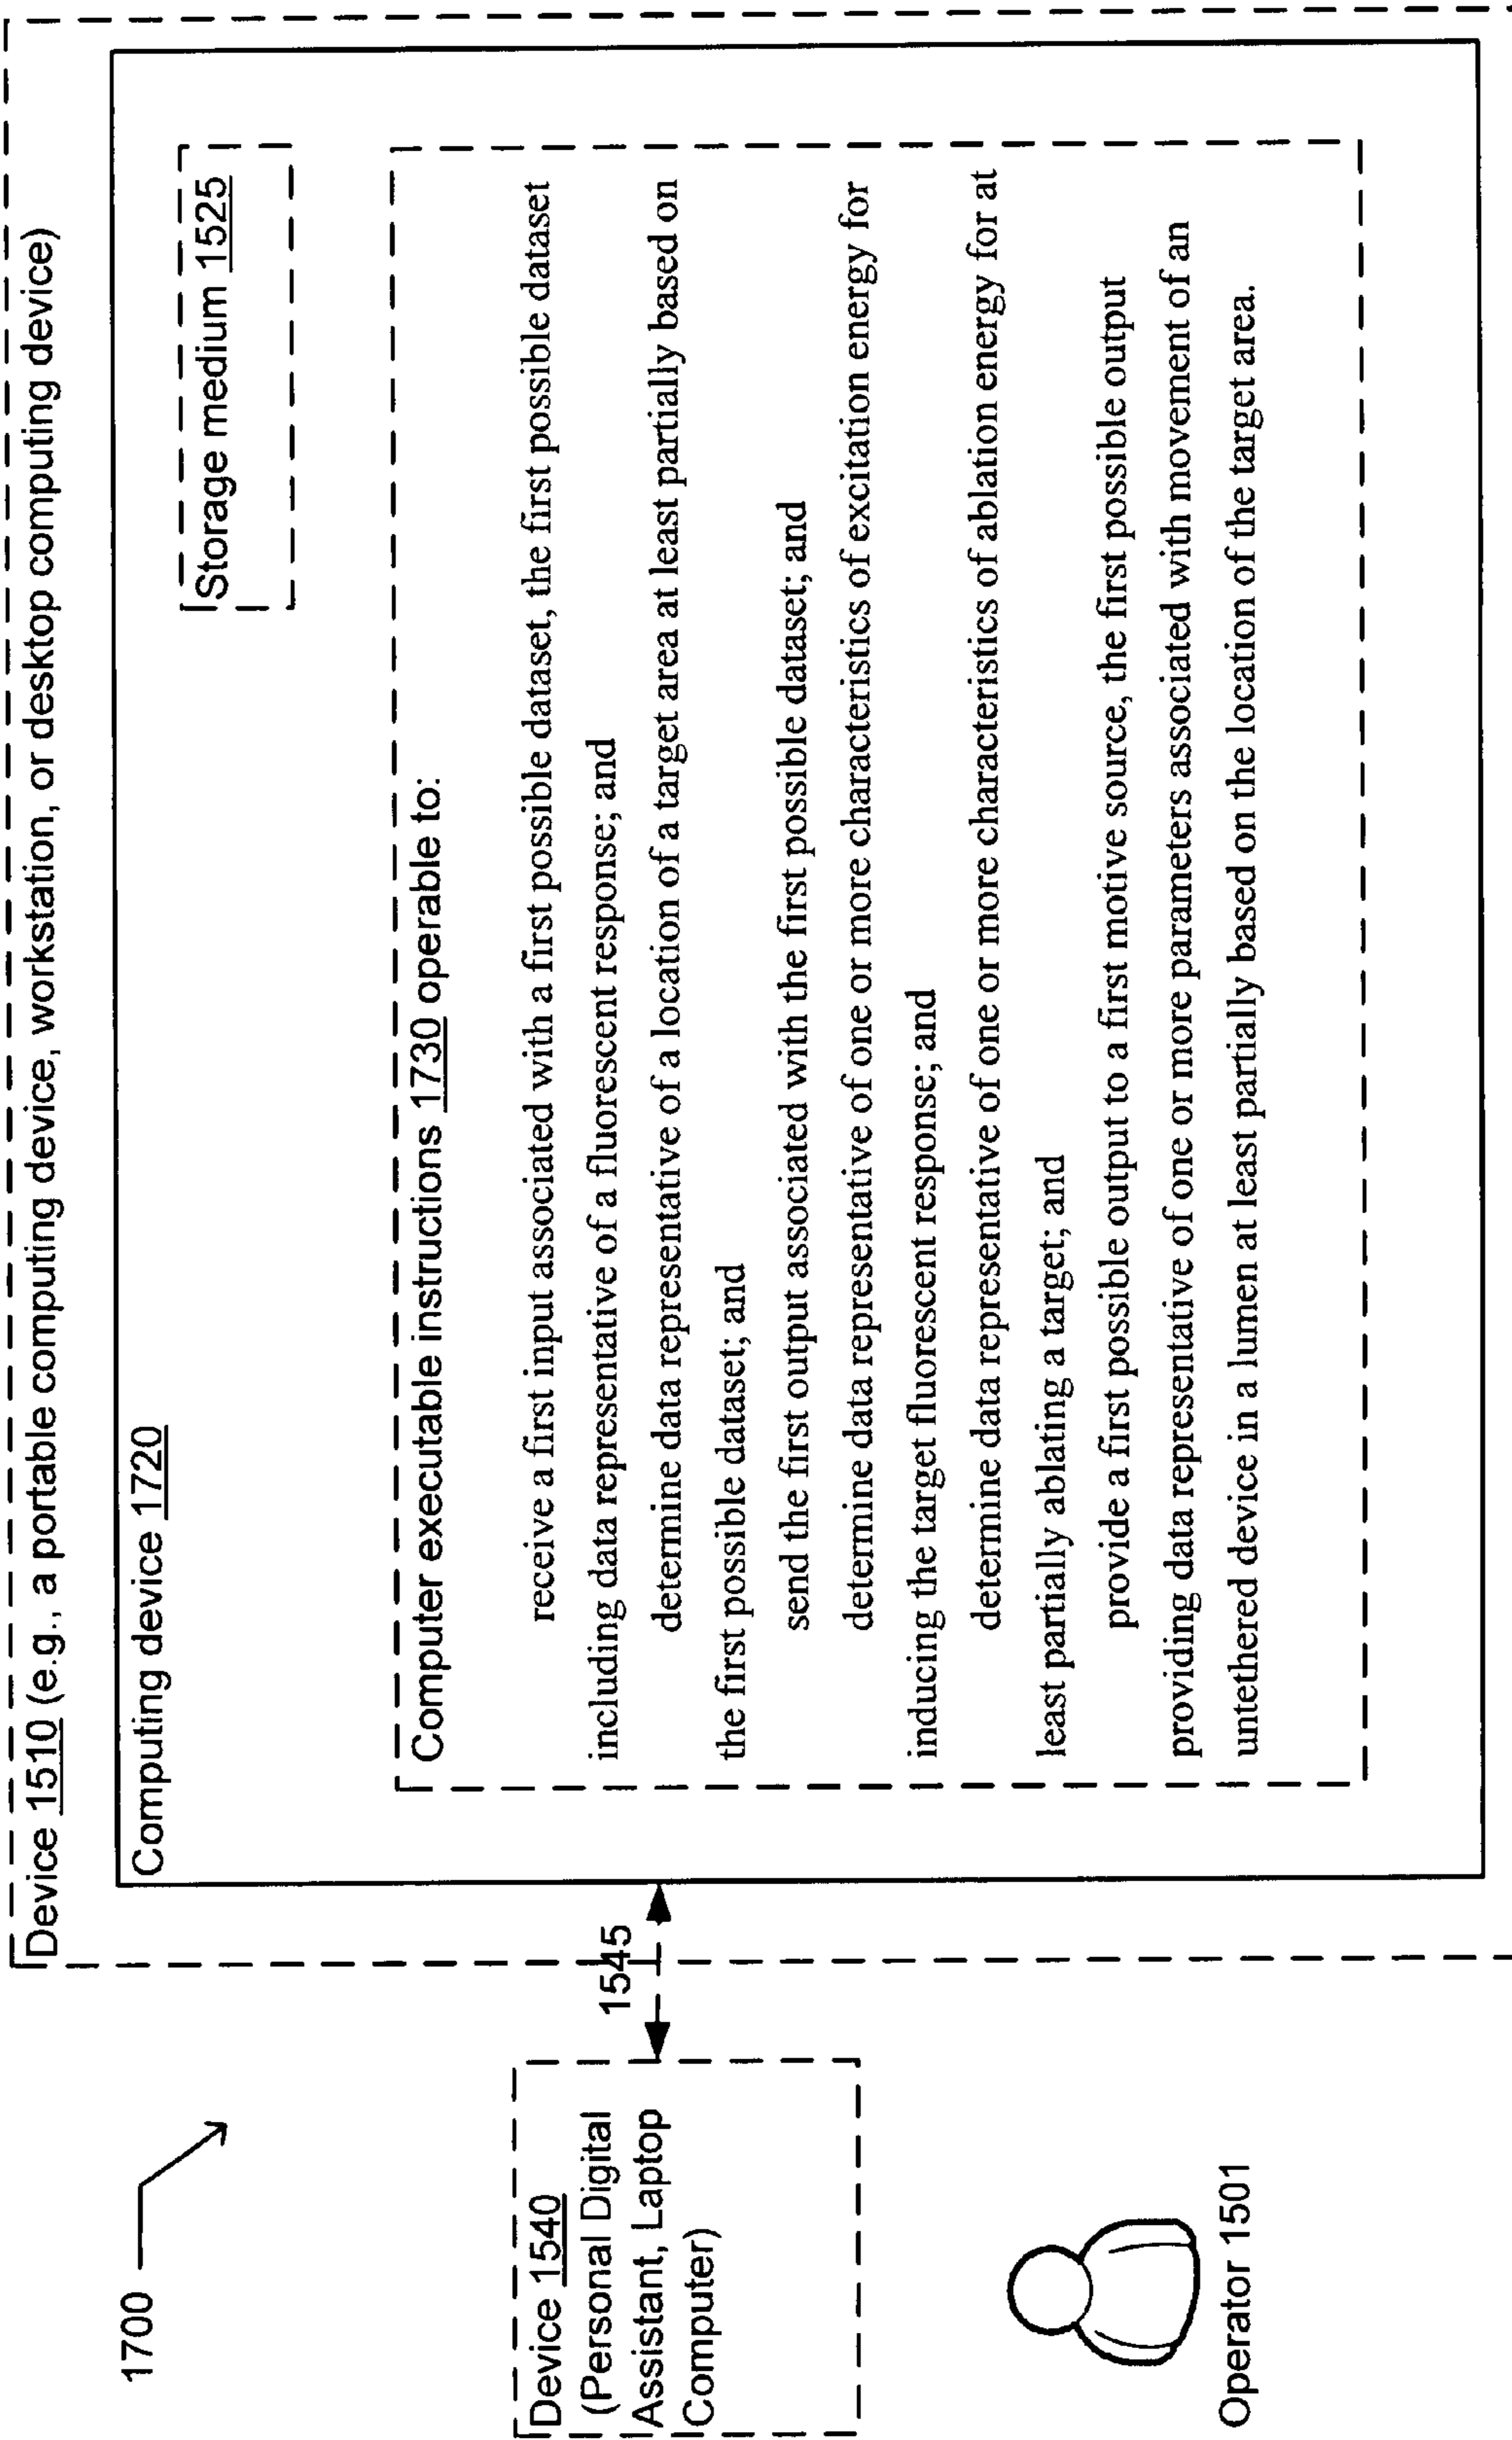 1700
Device 1510 (e.g., a portable computing device, workstation, or desktop computing device)
Computing device 1720
Storage medium 1525
Computer executable instructions 1730 operable to:
receive a first input associated with a first possible dataset, the first possible dataset
including data representative of a fluorescent response; and
determine data representative of a location of a target area at least partially based on
the first possible dataset; and
send the first output associated with the first possible dataset; and
determine data representative of one or more characteristics of excitation energy for
inducing the target fluorescent response; and
determine data representative of one or more characteristics of ablation energy for at
least partially ablating a target; and
provide a first possible output to a first motive source, the first possible output
providing data representative of one or more parameters associated with movement of an
untethered device in a lumen at least partially based on the location of the target area.
1545
Device 1540
(Personal Digital
Assistant, Laptop
Computer)
Operator 1501